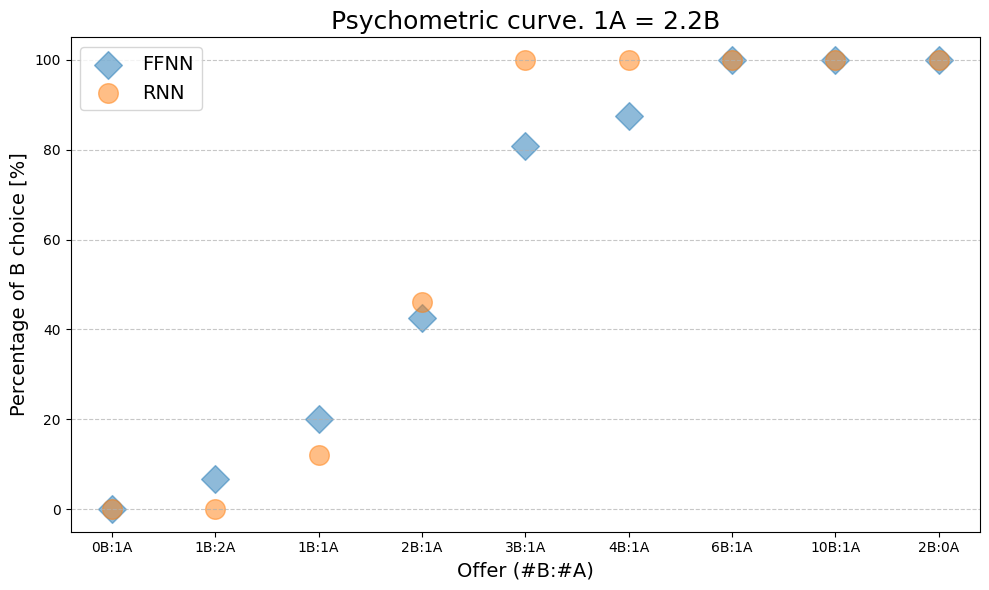 Psychometric curve. 1A = 2.2B
FFNN
RNN
Percentage of B choice [%]
100
80
60
40
20
0
0B:1A 1B:2A 1B:1A 2B:1A 3B:1A 4B:1A 6B:1A 10B:1A 2B:0A
Offer (#B:#A)